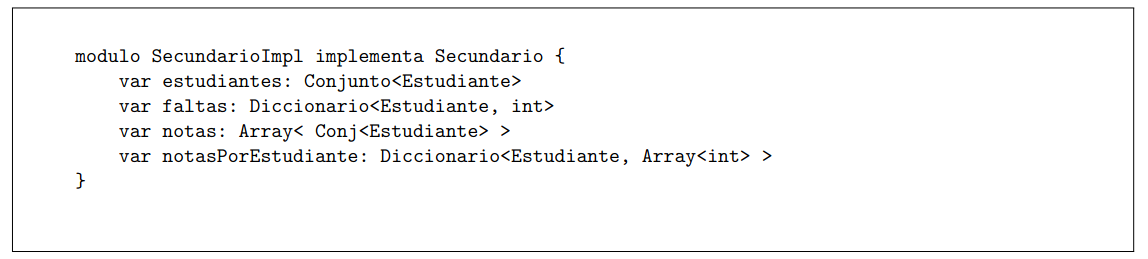 modulo SecundarioImpl implementa Secundario {
var estudiantes: Conjunto<Estudiante>
var faltas: Diccionario<Estudiante, int>
var notas: Array< Conj<Estudiante> >
var notasPorEstudiante: Diccionario<Estudiante, Array<int> >
}